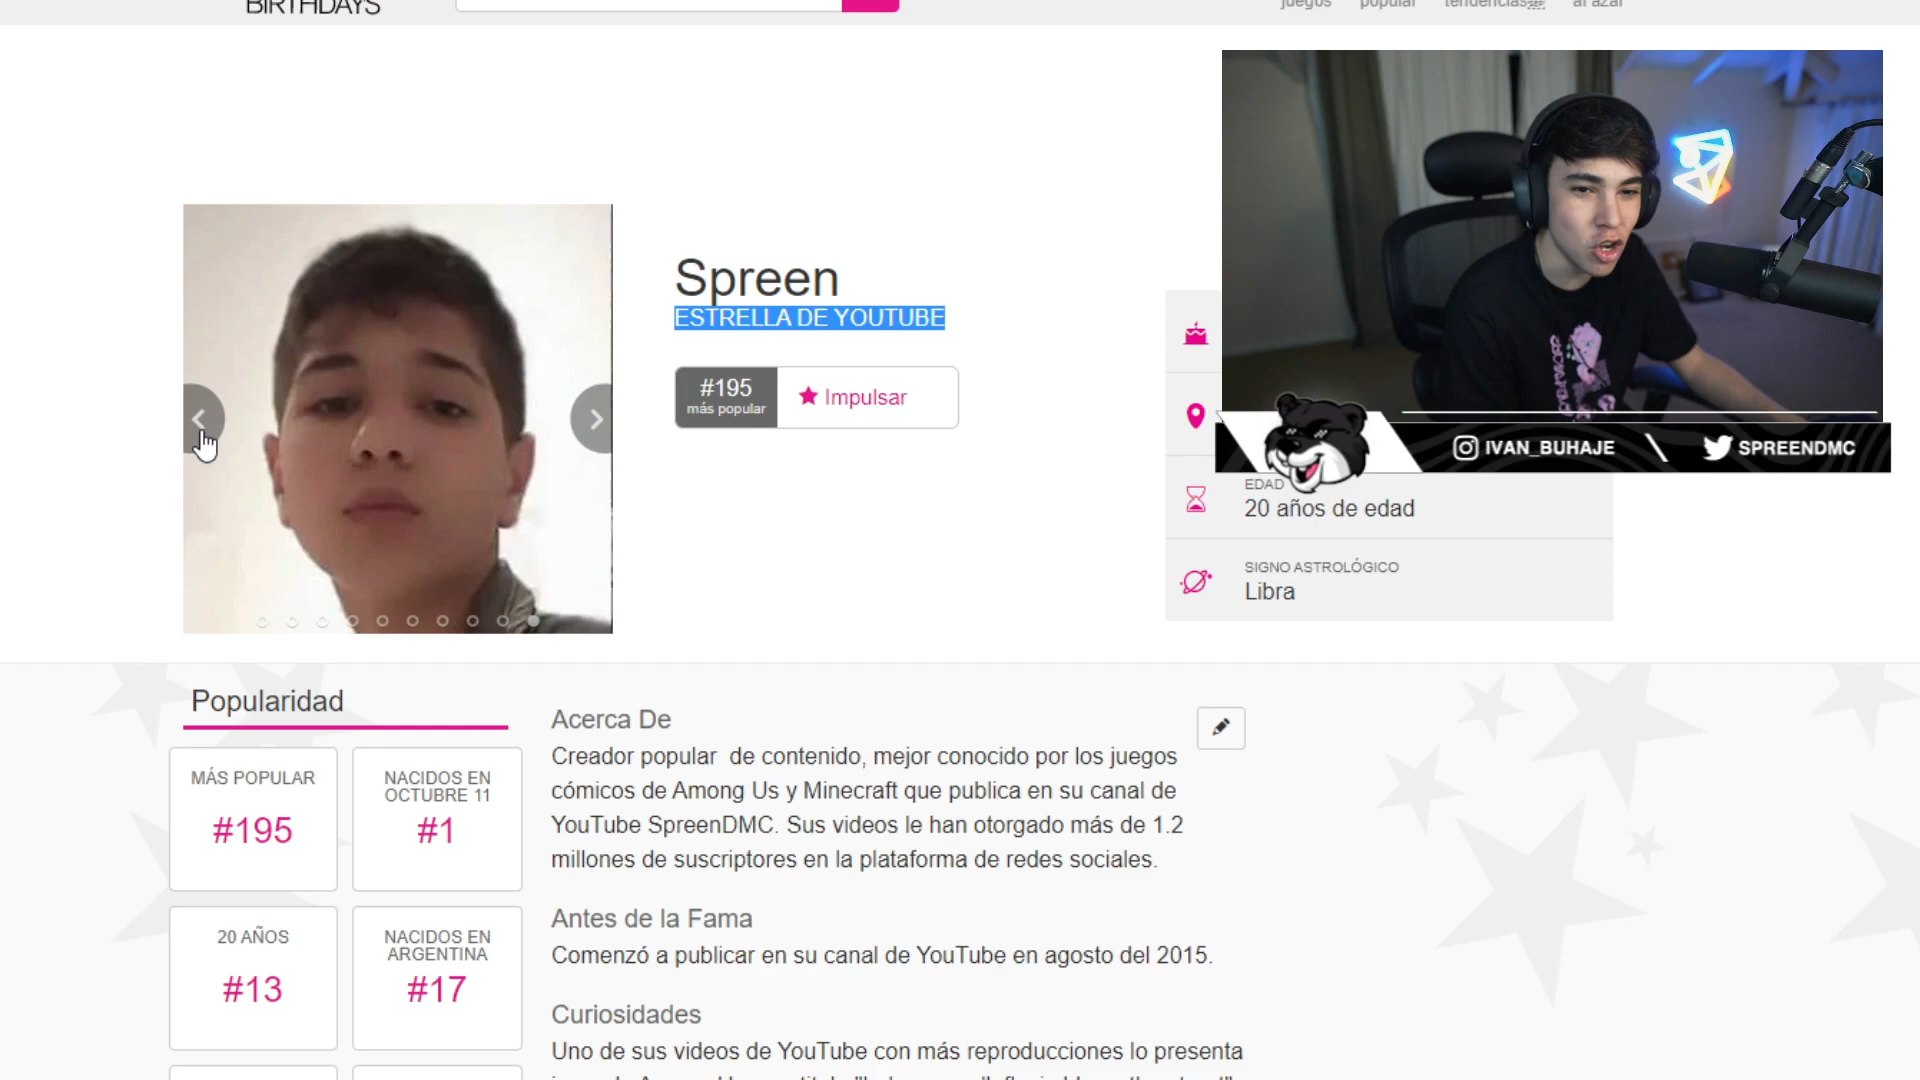 BIRTHDAYS
juegos popular tendencias al azar
Spreen
ESTRELLA DE YOUTUBE
#195
más popular
Impulsar
IVAN_BUHAJE
SPREENDMC
EDAD
20 años de edad
SIGNO ASTROLÓGICO
Libra
Popularidad
MÁS POPULAR
#195
NACIDOS EN
OCTUBRE 11
#1
20 AÑOS
#13
NACIDOS EN
ARGENTINA
#17
Acerca De
Creador popular de contenido, mejor conocido por los juegos
cómicos de Among Us y Minecraft que publica en su canal de
YouTube SpreenDMC. Sus videos le han otorgado más de 1.2
millones de suscriptores en la plataforma de redes sociales.
Antes de la Fama
Comenzó a publicar en su canal de YouTube en agosto del 2015.
Curiosidades
Uno de sus videos de YouTube con más reproducciones lo presenta